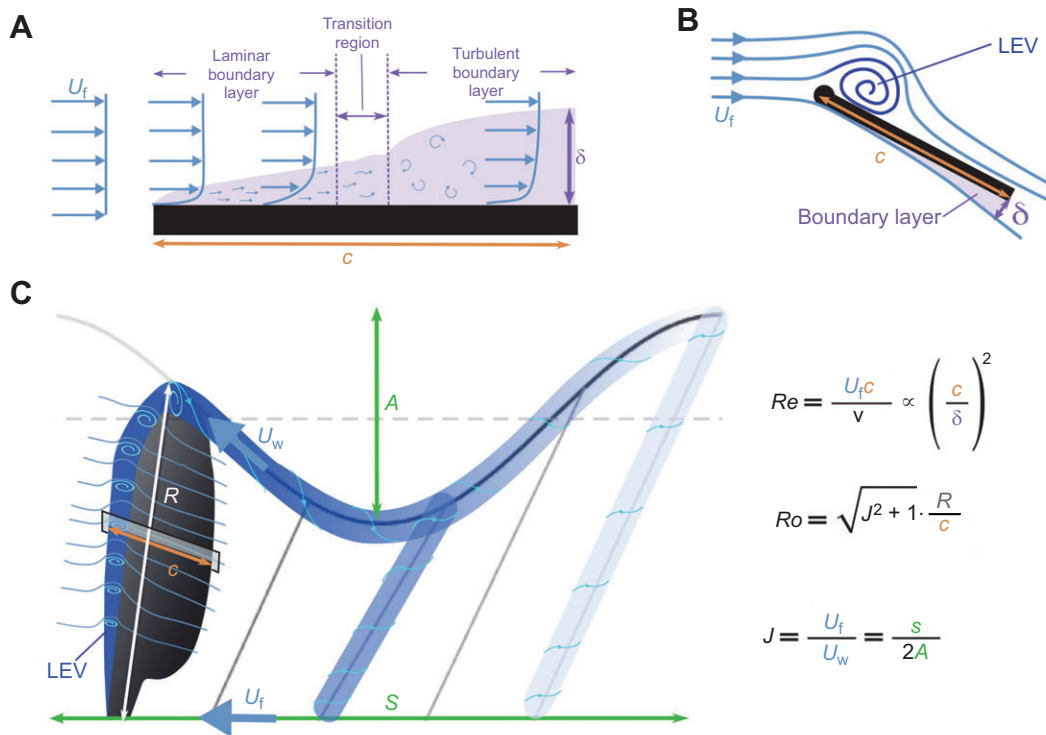 A
Transition
region
Laminar
boundary
layer
Turbulent
boundary
layer
U_f
δ
c
B
LEV
U_f
c
Boundary layer
δ
C
A
U_w
R
c
LEV
U_f
S
Re = U_f c / ν ∝ (c / δ)²
Ro = √(J² + 1) · R / c
J = U_f / U_w = s / 2A